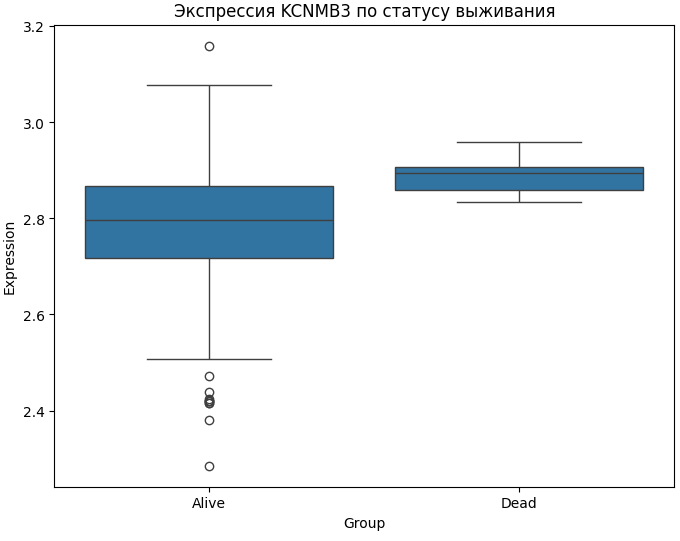 Экспрессия KCNMB3 по статусу выживания
3.2
3.0
2.8
2.6
2.4
Expression
Alive
Dead
Group